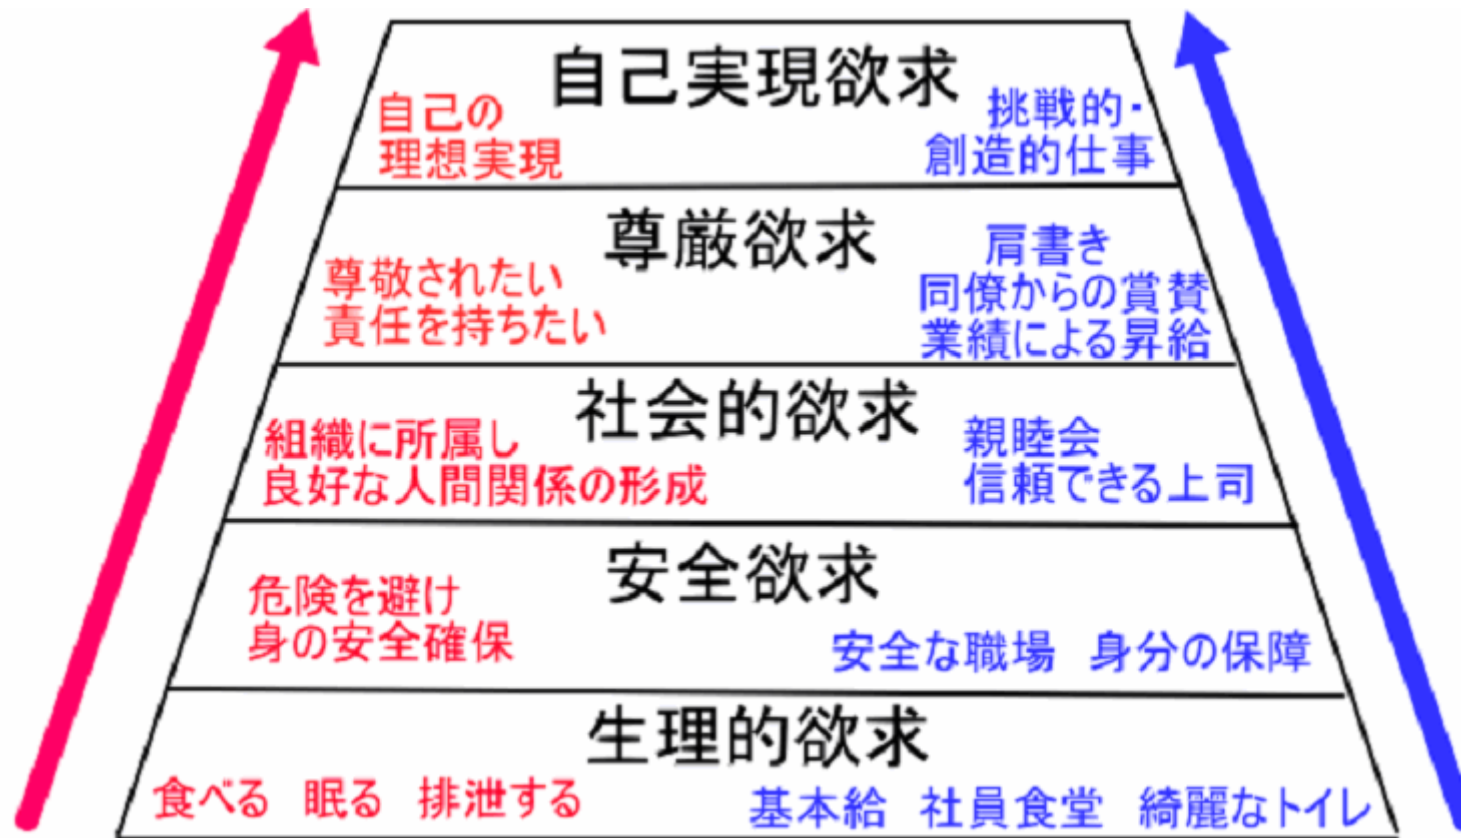 自己実現欲求
自己の
理想実現
挑戦的・
創造的仕事
尊厳欲求
尊敬されたい
責任を持ちたい
肩書き
同僚からの賞賛
業績による昇給
社会的欲求
組織に所属し
良好な人間関係の形成
親睦会
信頼できる上司
安全欲求
危険を避け
身の安全確保
安全な職場 身分の保障
生理的欲求
食べる 眠る 排泄する
基本給 社員食堂 綺麗なトイレ